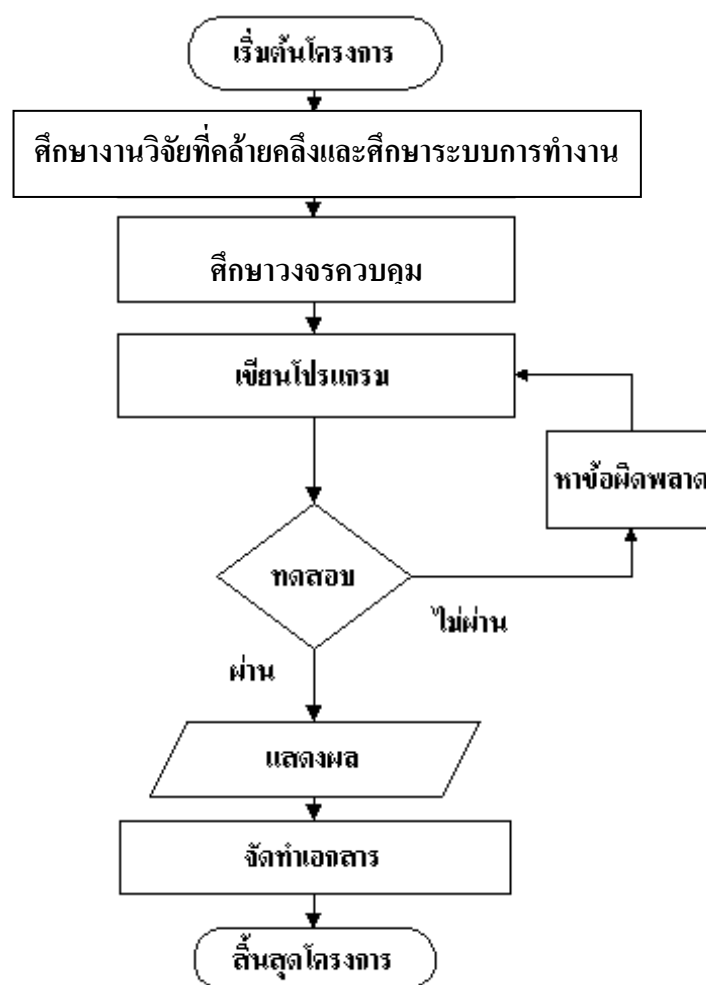 เริ่มต้นโครงการ
ศึกษางานวิจัยที่คล้ายคลึงและศึกษาระบบการทำงาน
ศึกษาวงจรควบคุม
เขียนโปรแกรม
หาข้อผิดพลาด
ทดสอบ
ไม่ผ่าน
ผ่าน
แสดงผล
จัดทำเอกสาร
สิ้นสุดโครงการ